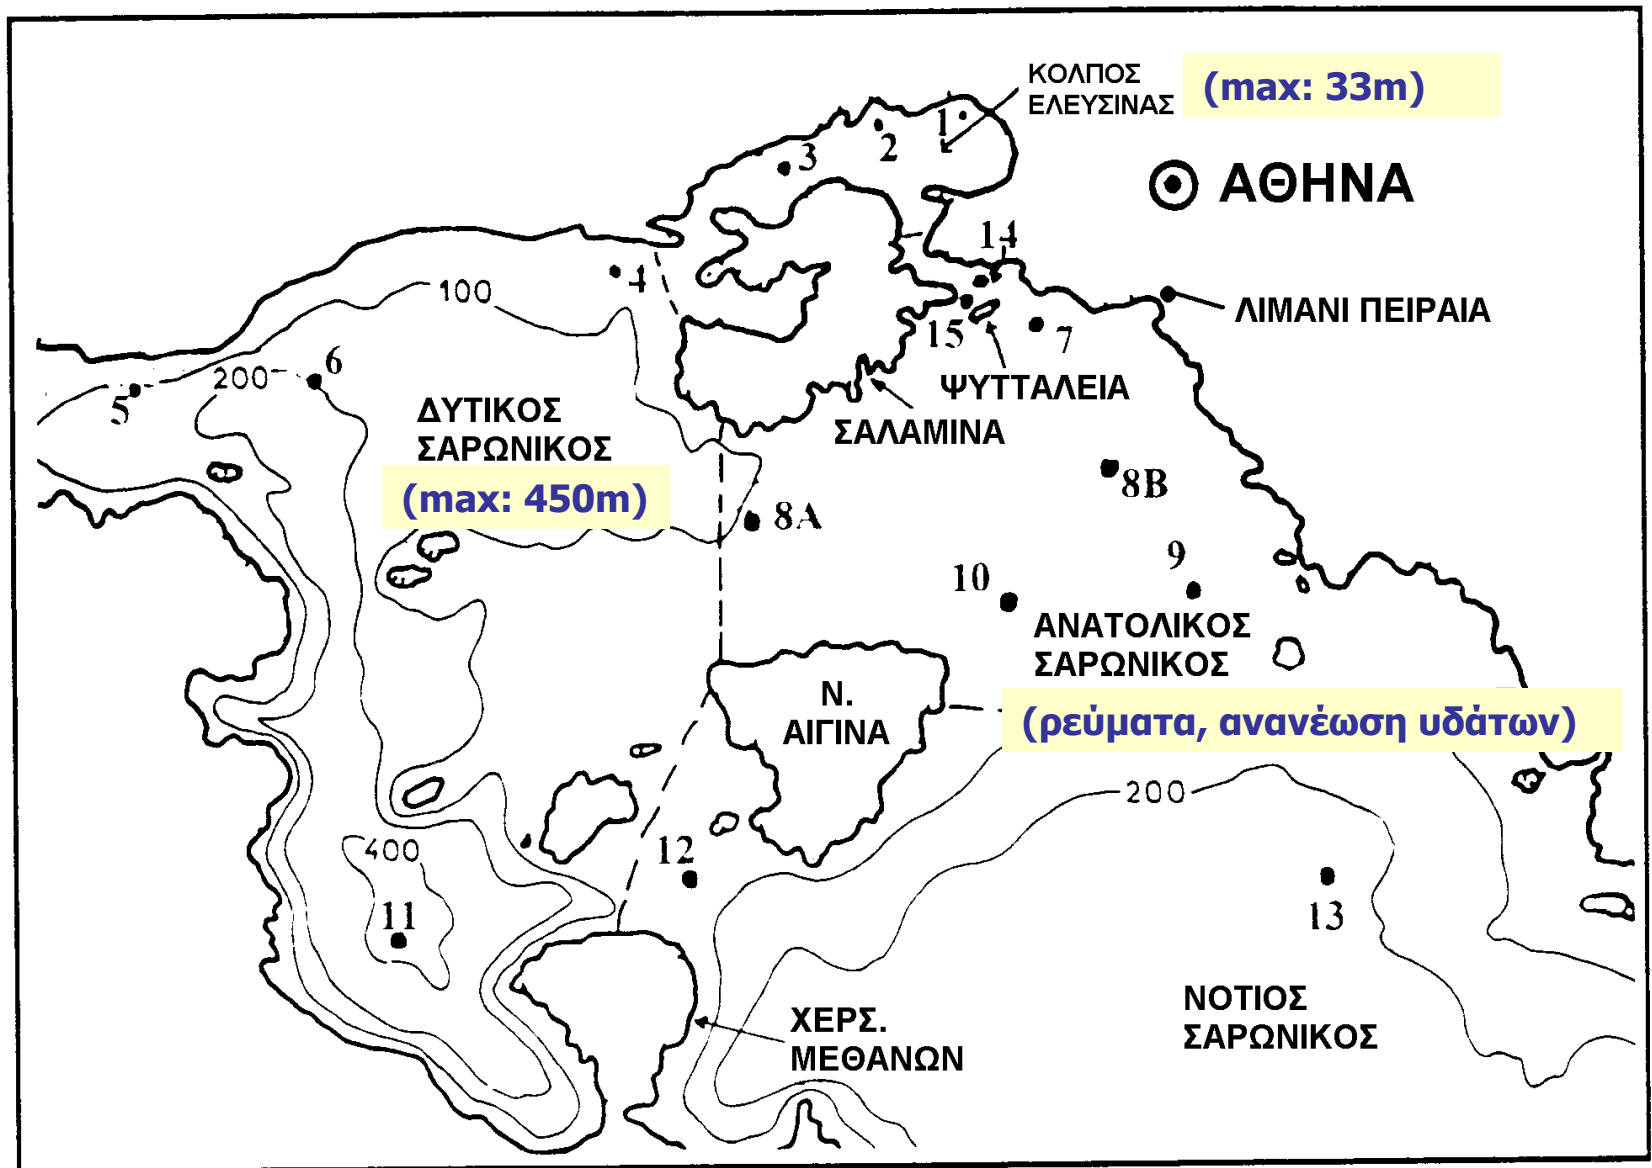 ΚΟΛΠΟΣ
ΕΛΕΥΣΙΝΑΣ
(max: 33m)
1
2
3
ΑΘΗΝΑ
14
4
100
15
7
ΛΙΜΑΝΙ ΠΕΙΡΑΙΑ
ΨΥΤΤΑΛΕΙΑ
ΣΑΛΑΜΙΝΑ
6
200
5
ΔΥΤΙΚΟΣ
ΣΑΡΩΝΙΚΟΣ
(max: 450m)
8A
8B
9
10
ΑΝΑΤΟΛΙΚΟΣ
ΣΑΡΩΝΙΚΟΣ
(ρεύματα, ανανέωση υδάτων)
Ν.
ΑΙΓΙΝΑ
200
12
400
11
13
ΧΕΡΣ.
ΜΕΘΑΝΩΝ
ΝΟΤΙΟΣ
ΣΑΡΩΝΙΚΟΣ